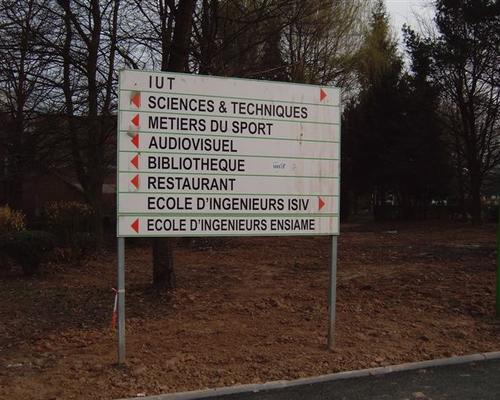 IUT
SCIENCES & TECHNIQUES
METIERS DU SPORT
AUDIOVISUEL
BIBLIOTHEQUE
RESTAURANT
ECOLE D'INGENIEURS ISIV
ECOLE D'INGENIEURS ENSIAME